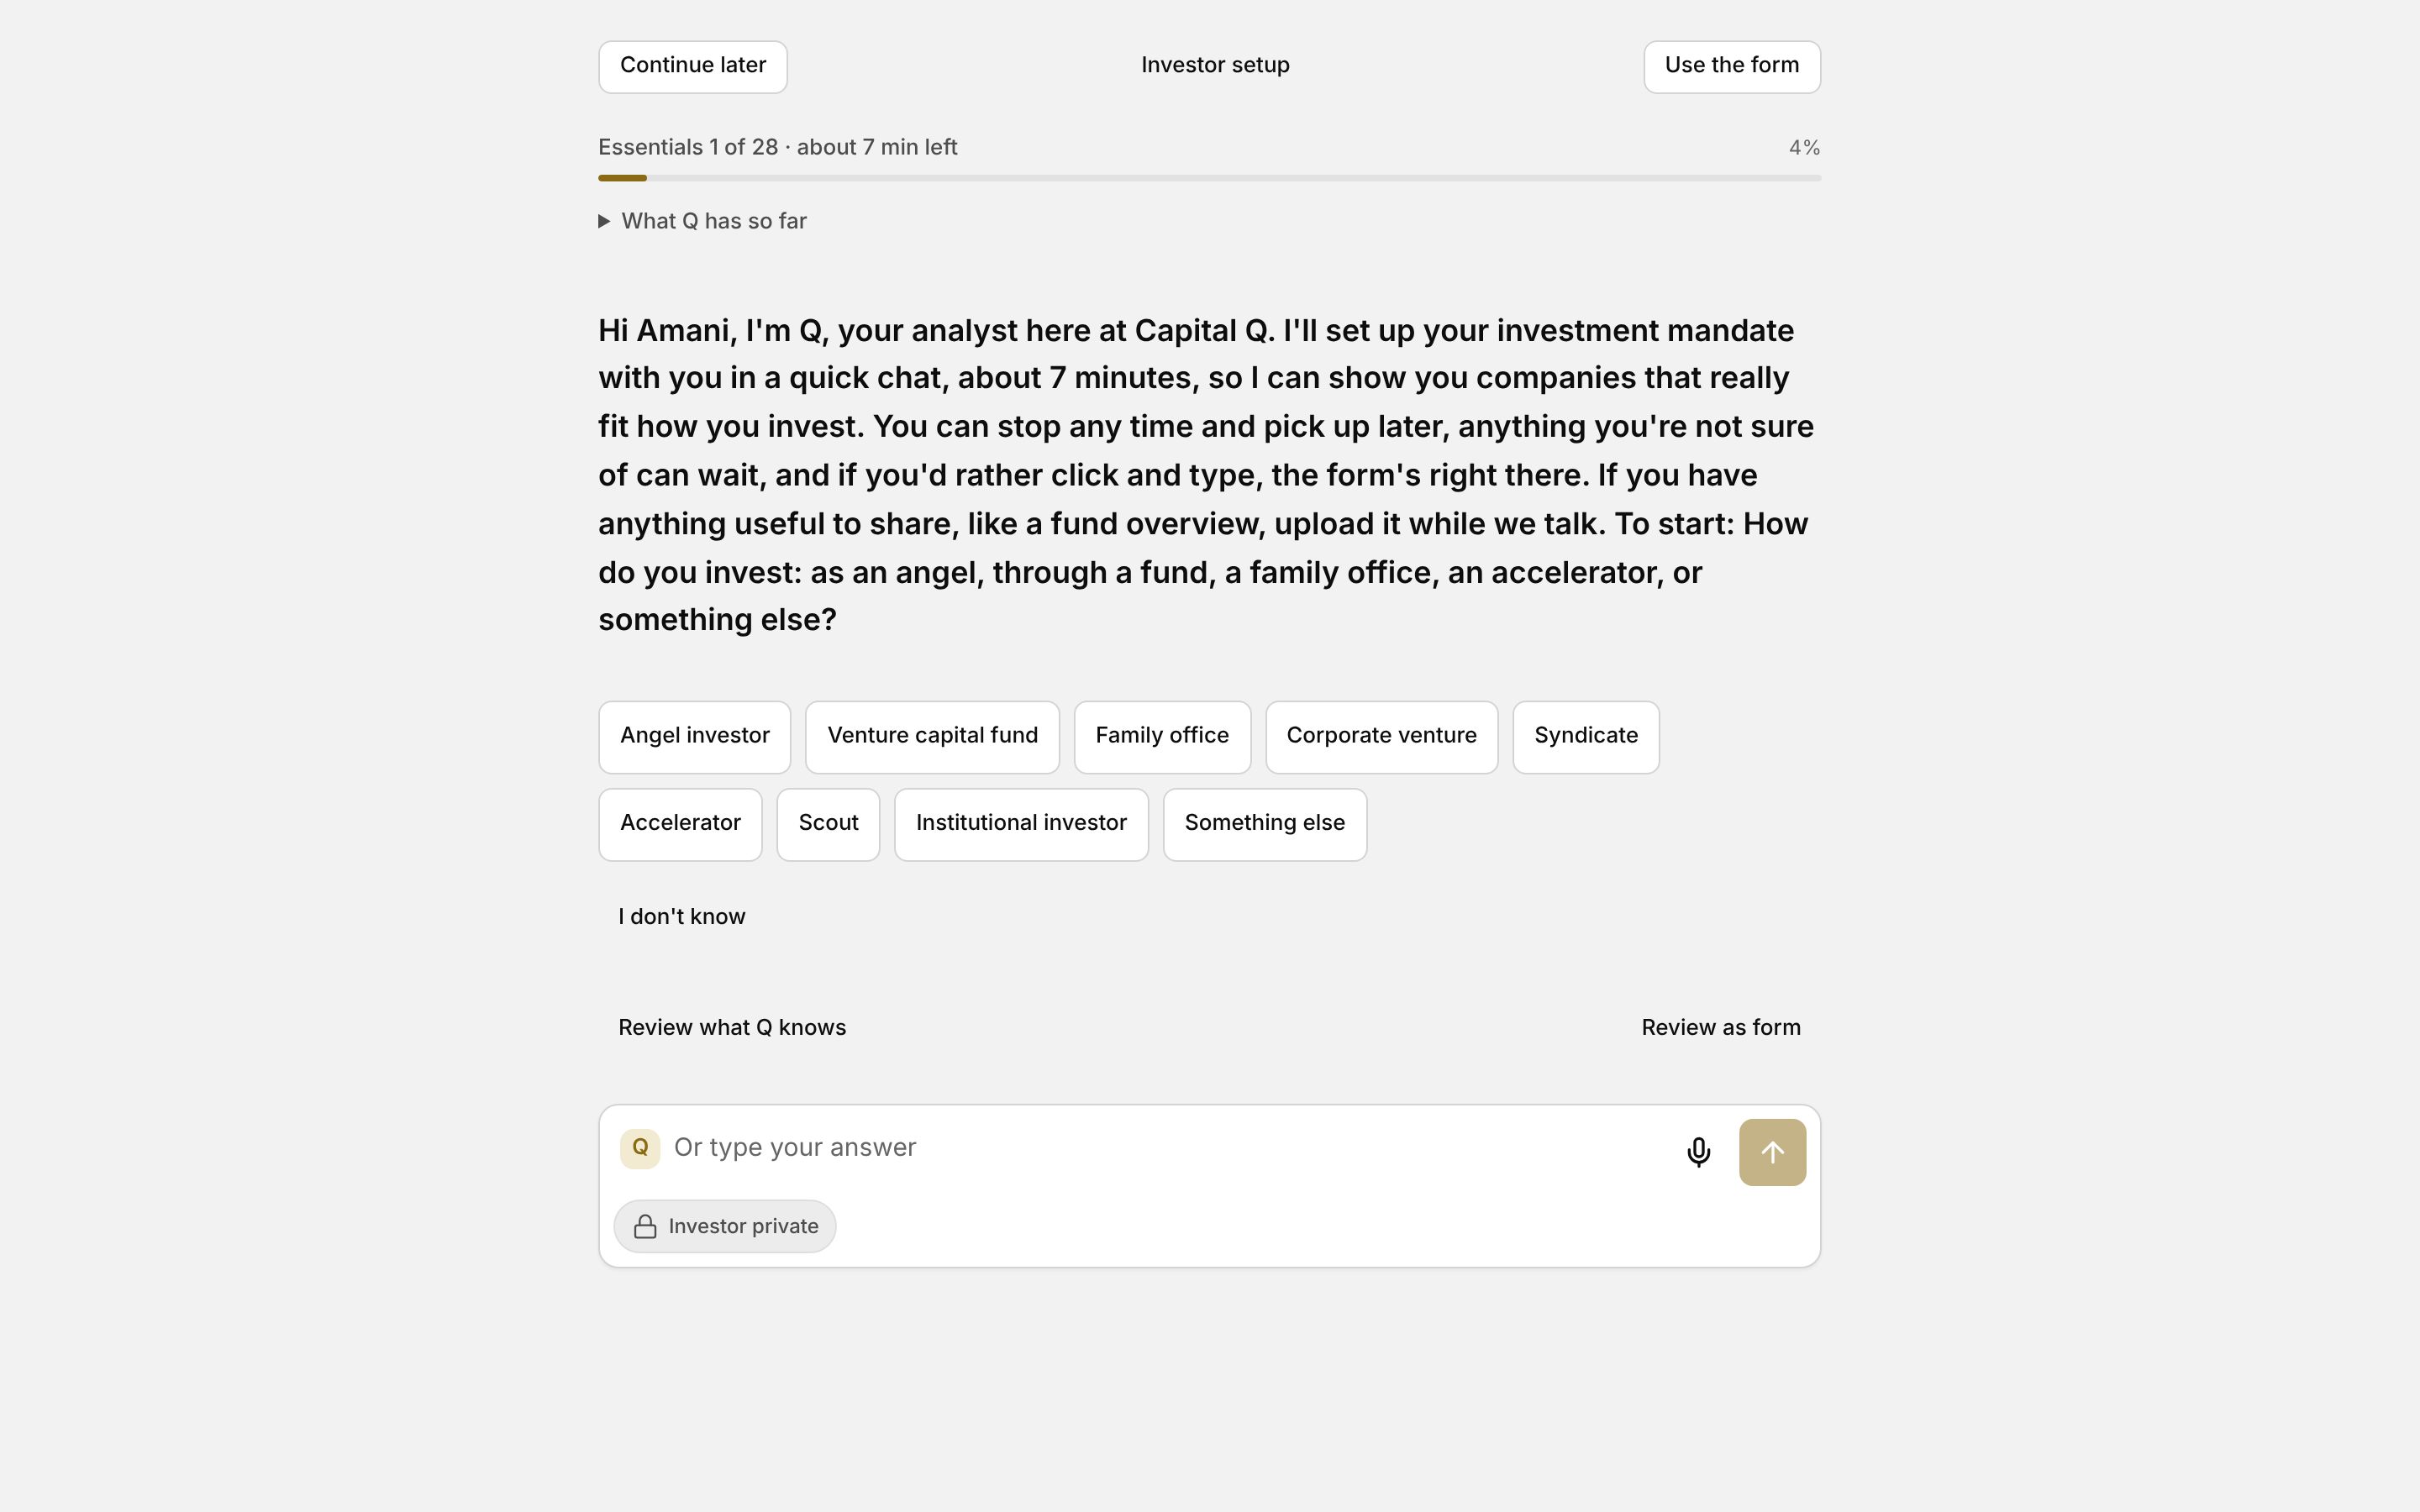 Continue later
Investor setup
Use the form
Essentials 1 of 28 · about 7 min left
4%
What Q has so far
Hi Amani, I'm Q, your analyst here at Capital Q. I'll set up your investment mandate
with you in a quick chat, about 7 minutes, so I can show you companies that really
fit how you invest. You can stop any time and pick up later, anything you're not sure
of can wait, and if you'd rather click and type, the form's right there. If you have
anything useful to share, like a fund overview, upload it while we talk. To start: How
do you invest: as an angel, through a fund, a family office, an accelerator, or
something else?
Angel investor
Venture capital fund
Family office
Corporate venture
Syndicate
Accelerator
Scout
Institutional investor
Something else
I don't know
Review what Q knows
Review as form
Q
Or type your answer
Investor private